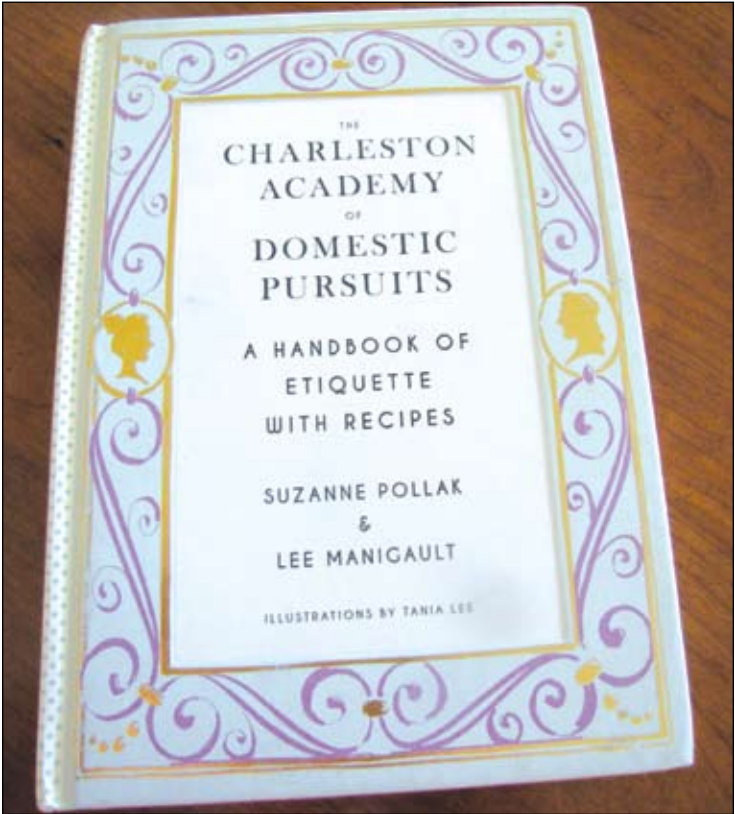 THE
CHARLESTON
ACADEMY
OF
DOMESTIC
PURSUITS
A HANDBOOK OF
ETIQUETTE
WITH RECIPES
SUZANNE POLLAK
&
LEE MANIGAULT
ILLUSTRATIONS BY TANIA LEE